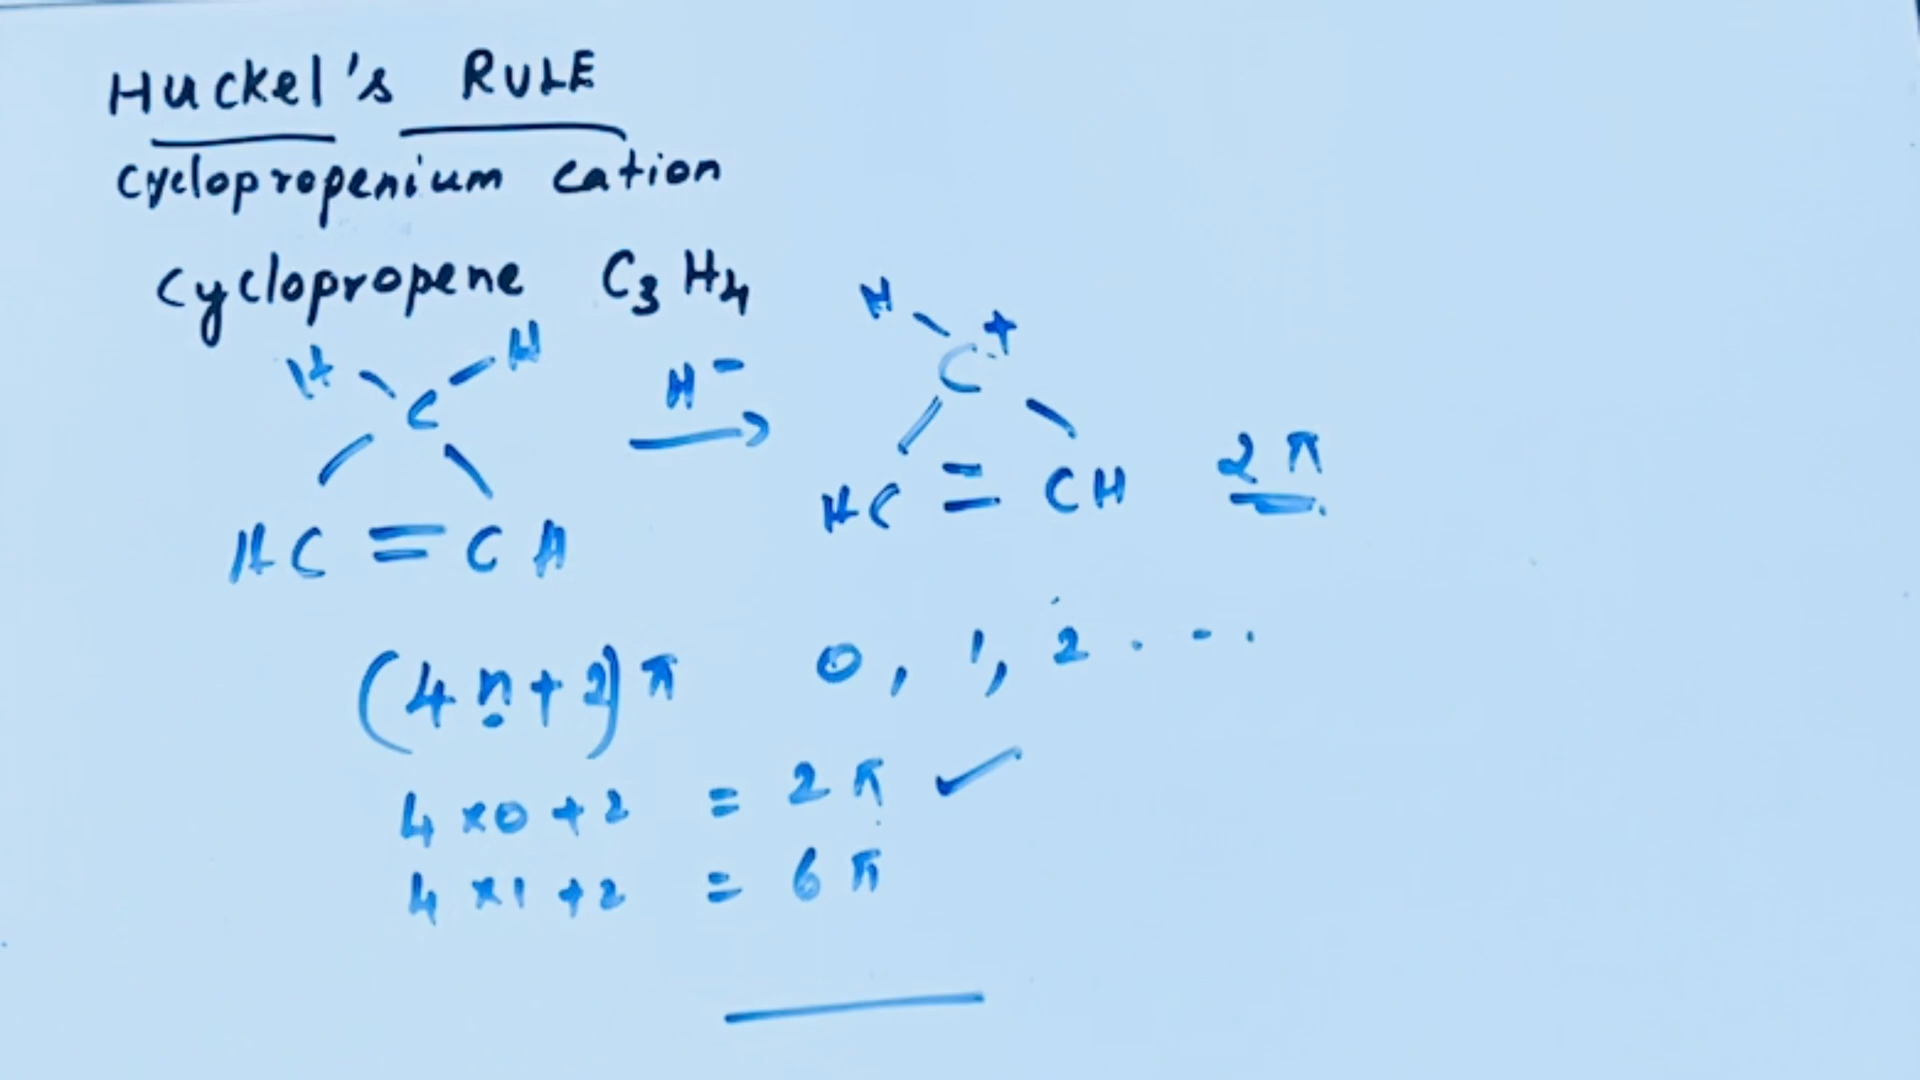 Huckel's RULE
cyclopropenium cation
Cyclopropene C₃H₄
H H H +
C H⁻ C
HC = CH HC = CH 2π
(4n+2)π 0, 1, 2 . - .
4×0+2 = 2π ✓
4×1+2 = 6π